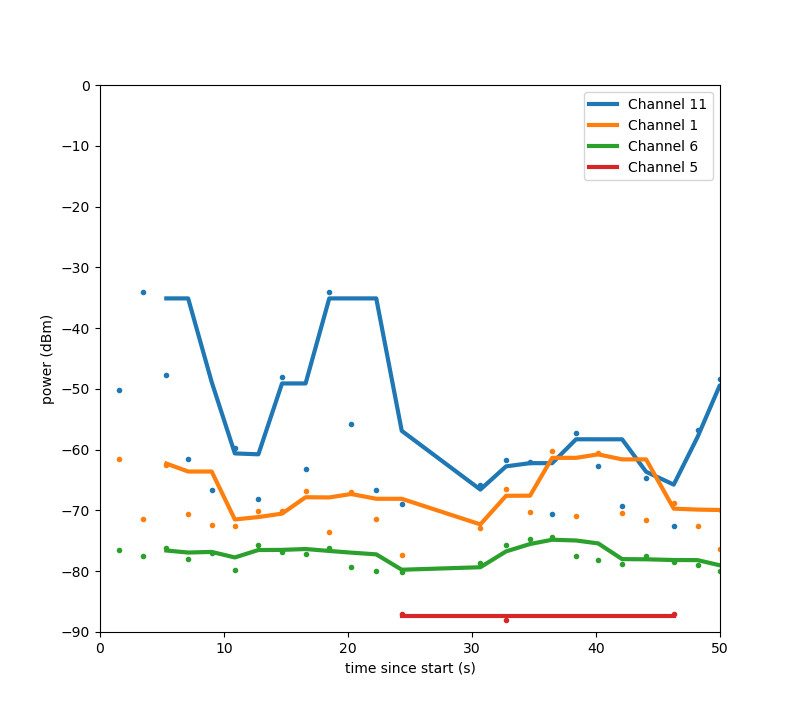 0
−10
−20
−30
−40
−50
−60
−70
−80
−90
power (dBm)
0 10 20 30 40 50
time since start (s)
Channel 11
Channel 1
Channel 6
Channel 5